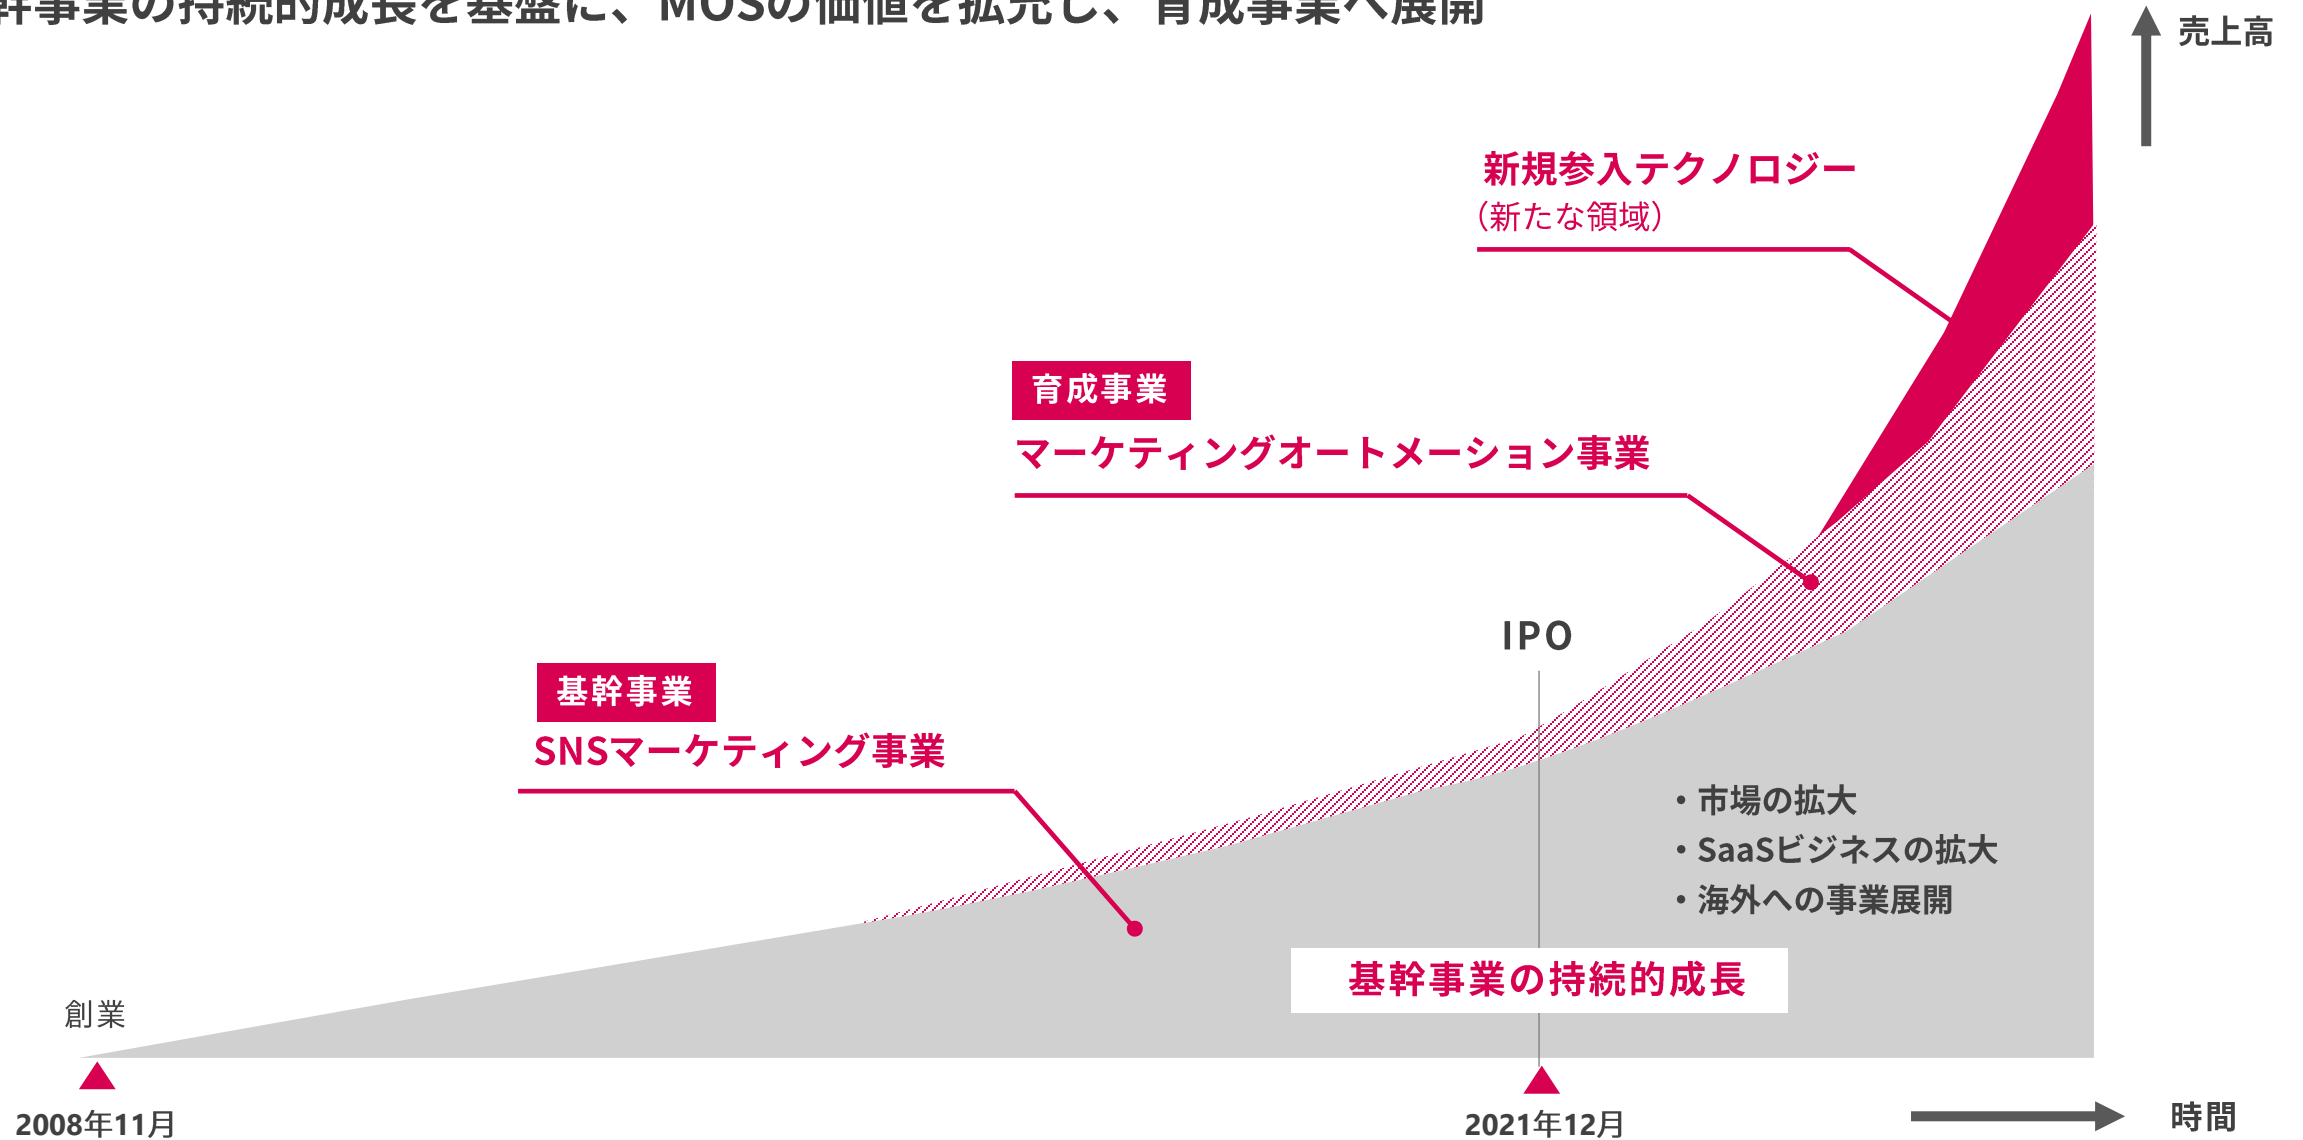 幹事業の持続的成長を基盤に、MOSの価値を拡充し、育成事業へ展開
売上高
新規参入テクノロジー
（新たな領域）
育成事業
マーケティングオートメーション事業
IPO
基幹事業
SNSマーケティング事業
・市場の拡大
・SaaSビジネスの拡大
・海外への事業展開
基幹事業の持続的成長
創業
2008年11月
2021年12月
時間